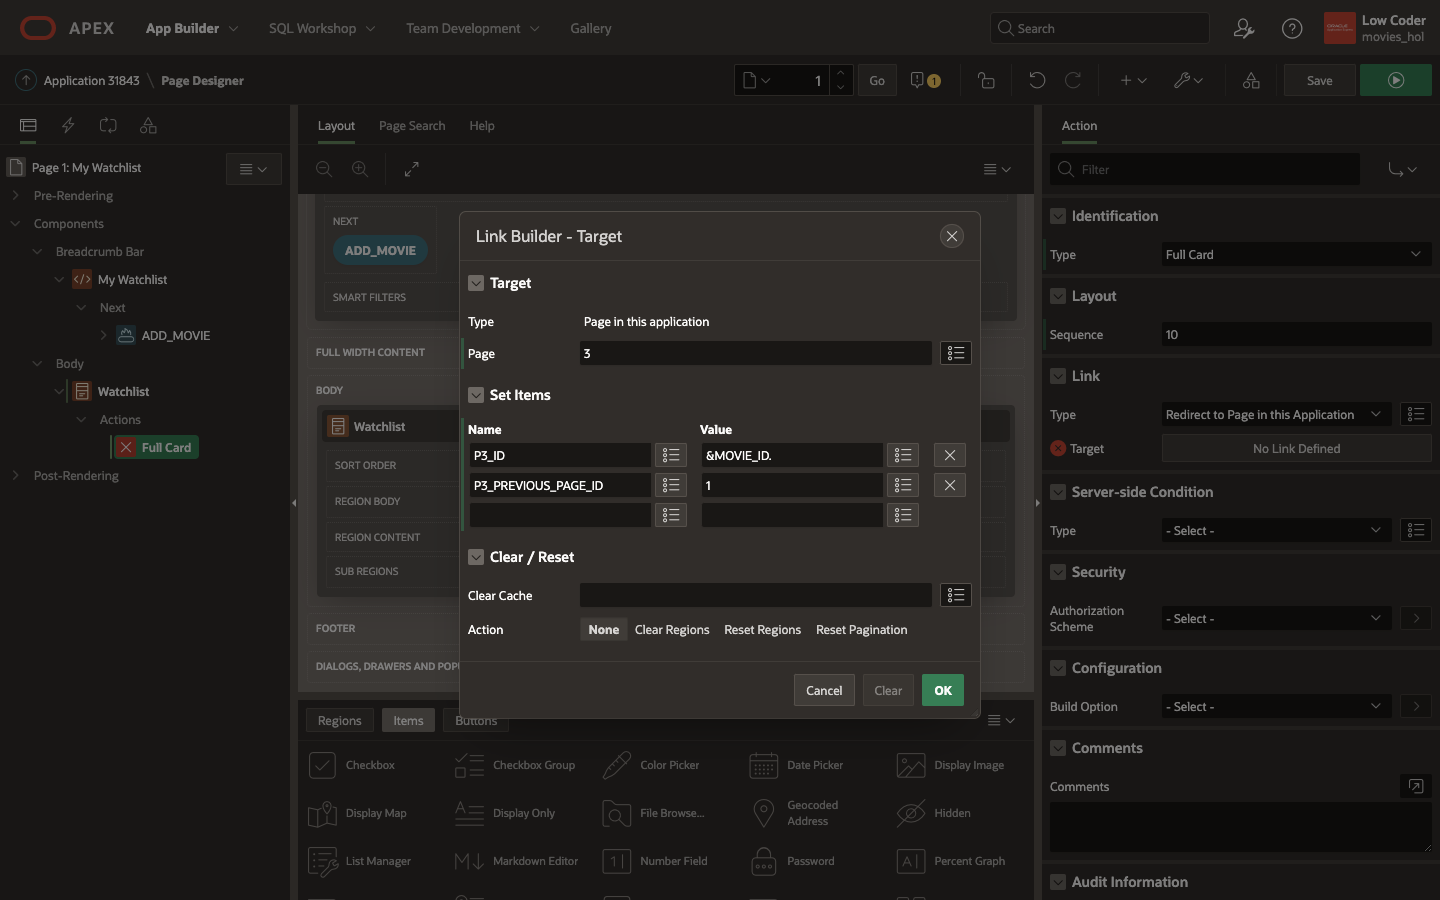 APEX
App Builder
SQL Workshop
Team Development
Gallery
Search
Low Coder
movies_hol
Application 31843 \ Page Designer
1
Go
1
Save
Page 1: My Watchlist
Pre-Rendering
Components
Breadcrumb Bar
My Watchlist
Next
ADD_MOVIE
Body
Watchlist
Actions
Full Card
Post-Rendering
Layout
Page Search
Help
NEXT
ADD_MOVIE
SMART FILTERS
FULL WIDTH CONTENT
BODY
Watchlist
SORT ORDER
REGION BODY
REGION CONTENT
SUB REGIONS
FOOTER
DIALOGS, DRAWERS AND POPU
Link Builder - Target
Target
Type
Page in this application
Page
3
Set Items
Name
Value
P3_ID
&MOVIE_ID.
P3_PREVIOUS_PAGE_ID
1
Clear / Reset
Clear Cache
Action
None
Clear Regions
Reset Regions
Reset Pagination
Cancel
Clear
OK
Regions
Items
Buttons
Checkbox
Checkbox Group
Color Picker
Date Picker
Display Image
Display Map
Display Only
File Browse...
Geocoded
Address
Hidden
List Manager
Markdown Editor
Number Field
Password
Percent Graph
Action
Filter
Identification
Type
Full Card
Layout
Sequence
10
Link
Type
Redirect to Page in this Application
Target
No Link Defined
Server-side Condition
Type
- Select -
Security
Authorization
Scheme
- Select -
Configuration
Build Option
- Select -
Comments
Comments
Audit Information